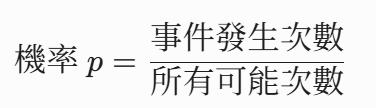 機率 p = 事件發生次數 / 所有可能次數